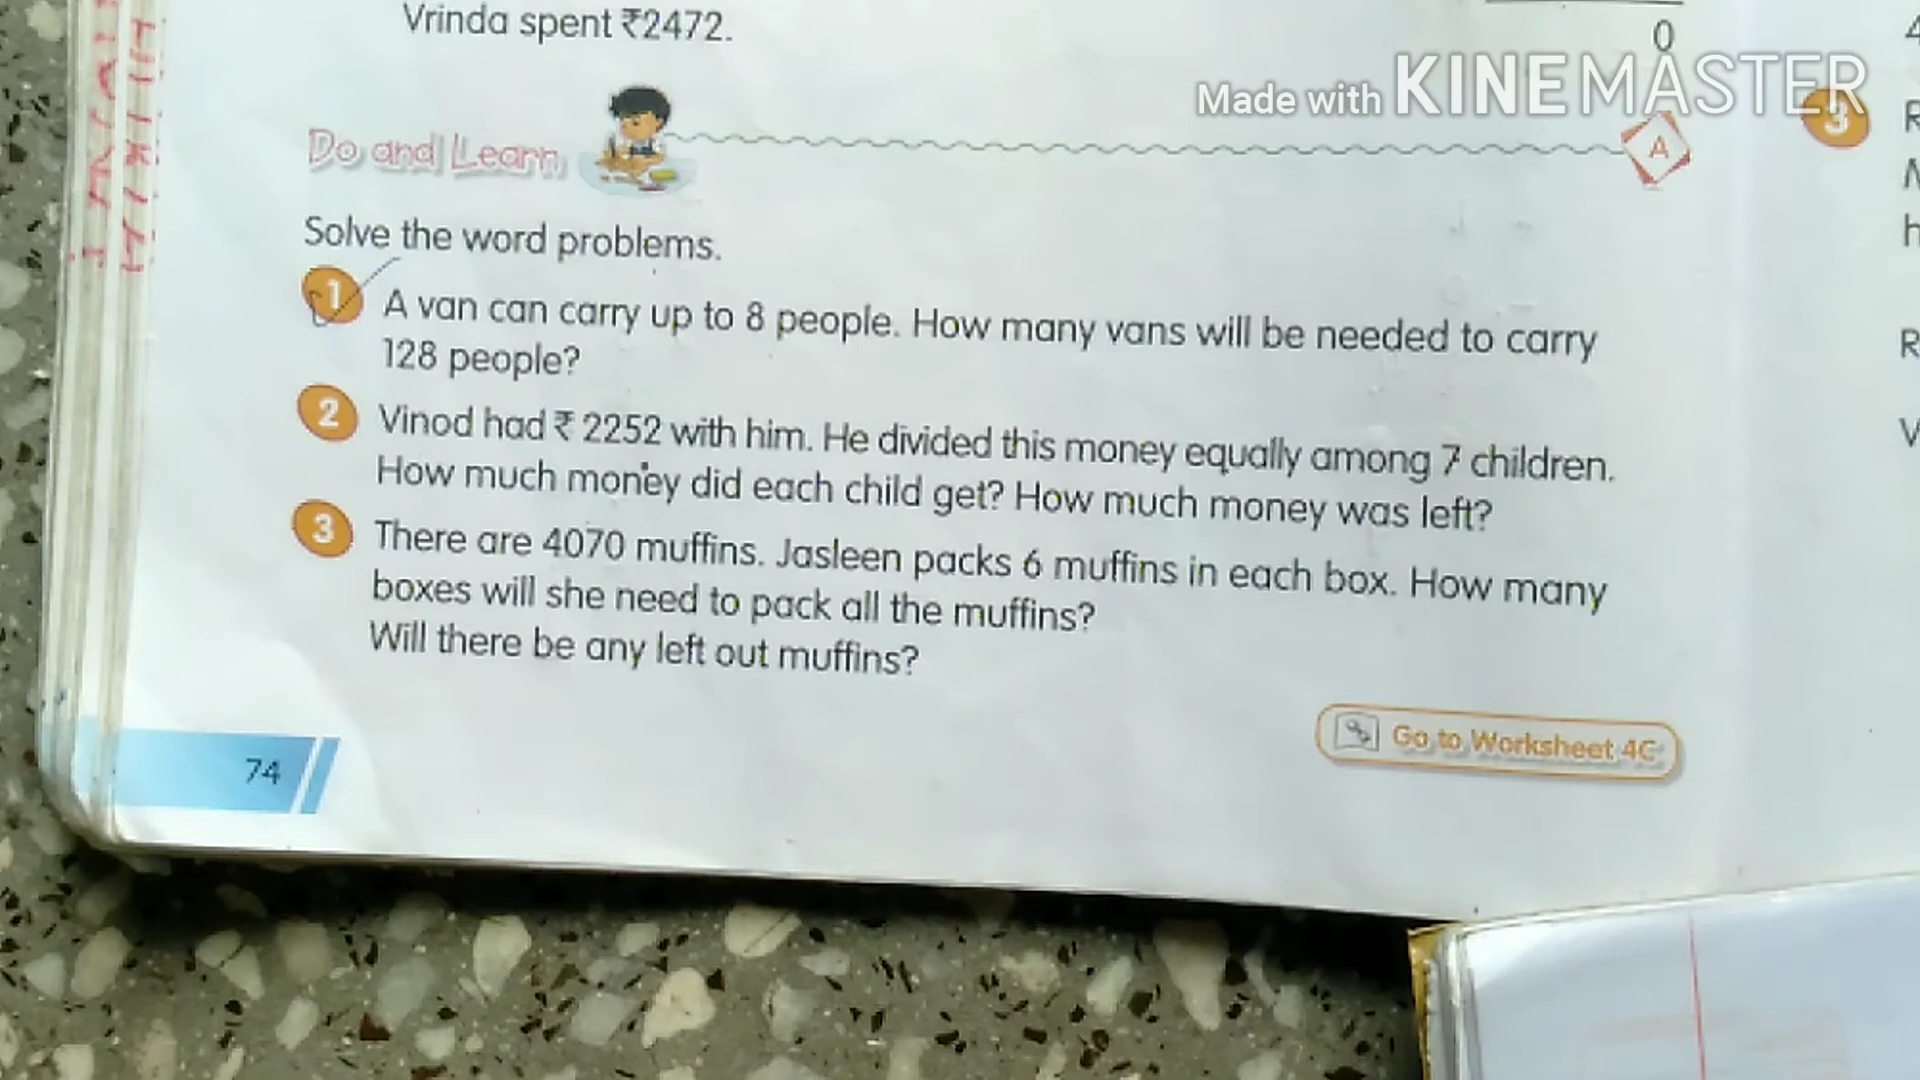 Vrinda spent ₹2472.
0
Made with KINEMASTER
Do and Learn
A
Solve the word problems.
1 A van can carry up to 8 people. How many vans will be needed to carry
128 people?
2 Vinod had ₹ 2252 with him. He divided this money equally among 7 children.
How much money did each child get? How much money was left?
3 There are 4070 muffins. Jasleen packs 6 muffins in each box. How many
boxes will she need to pack all the muffins?
Will there be any left out muffins?
Go to Worksheet 4C
74
3